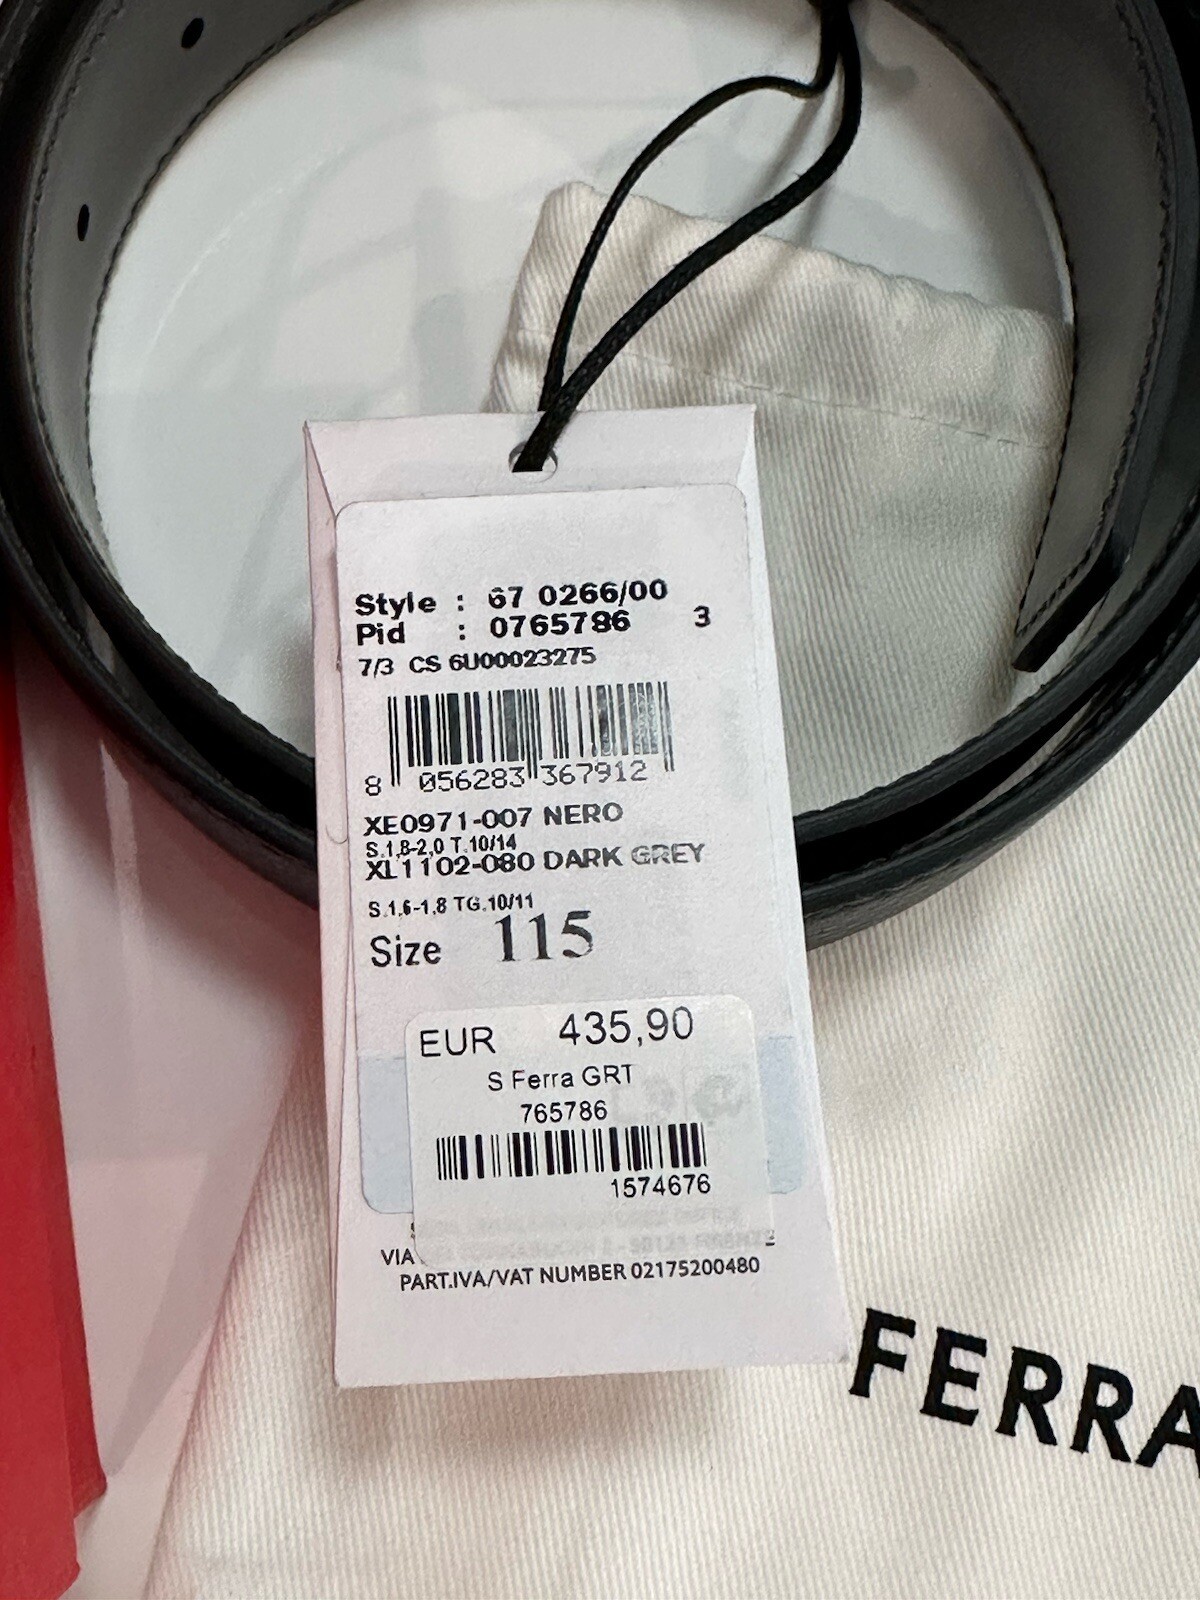 Style : 67 0266/00
Pid : 0765786 3
7/3 CS 6U00023275
8 056283 367912
XE0971-007 NERO
S.1,8-2,0 T.10/14
XL1102-080 DARK GREY
S.1,6-1,8 TG.10/11
Size 115
EUR 435,90
S Ferra GRT
765786
1574676
VIA
PART.IVA/VAT NUMBER 02175200480
FERRA